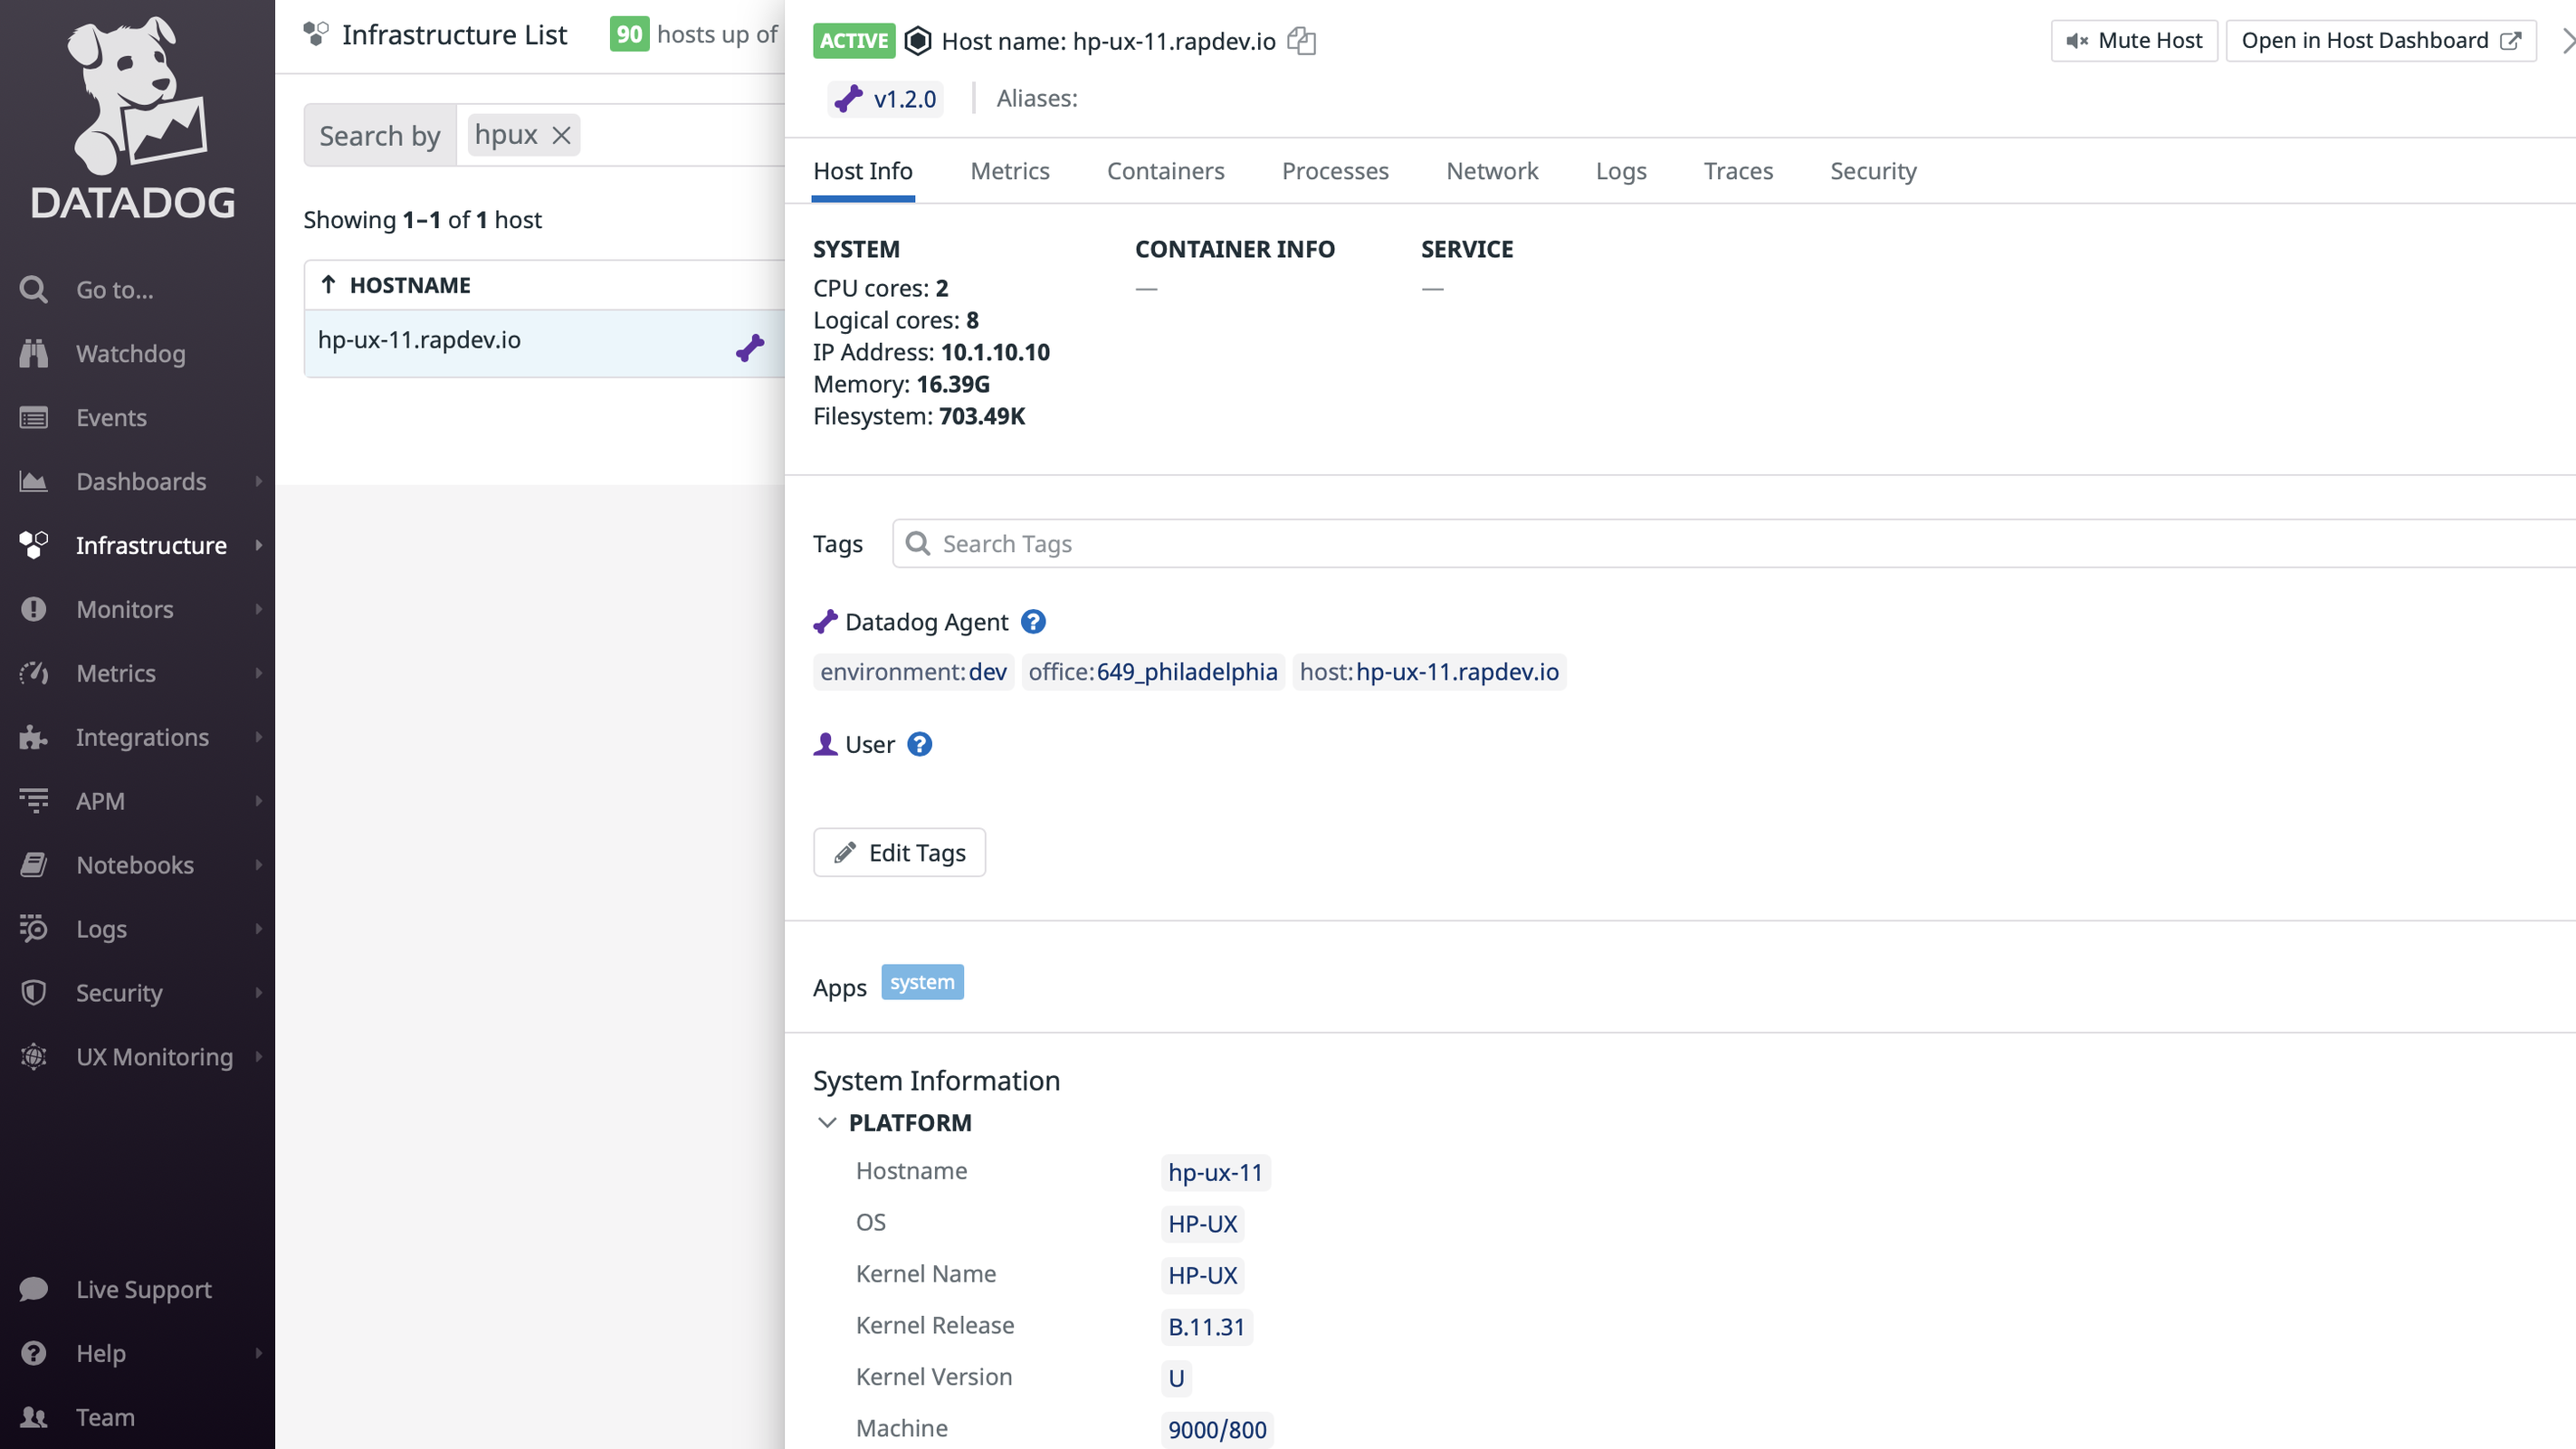 DATADOG
Go to...
Watchdog
Events
Dashboards
Infrastructure
Monitors
Metrics
Integrations
APM
Notebooks
Logs
Security
UX Monitoring
Live Support
Help
Team
Infrastructure List 90 hosts up of
Search by hpux
Showing 1–1 of 1 host
HOSTNAME
hp-ux-11.rapdev.io
ACTIVE Host name: hp-ux-11.rapdev.io
Mute Host
Open in Host Dashboard
v1.2.0 Aliases:
Host Info Metrics Containers Processes Network Logs Traces Security
SYSTEM
CPU cores: 2
Logical cores: 8
IP Address: 10.1.10.10
Memory: 16.39G
Filesystem: 703.49K
CONTAINER INFO
—
SERVICE
—
Tags Search Tags
Datadog Agent ?
environment:dev office:649_philadelphia host:hp-ux-11.rapdev.io
User ?
Edit Tags
Apps system
System Information
PLATFORM
Hostname hp-ux-11
OS HP-UX
Kernel Name HP-UX
Kernel Release B.11.31
Kernel Version U
Machine 9000/800